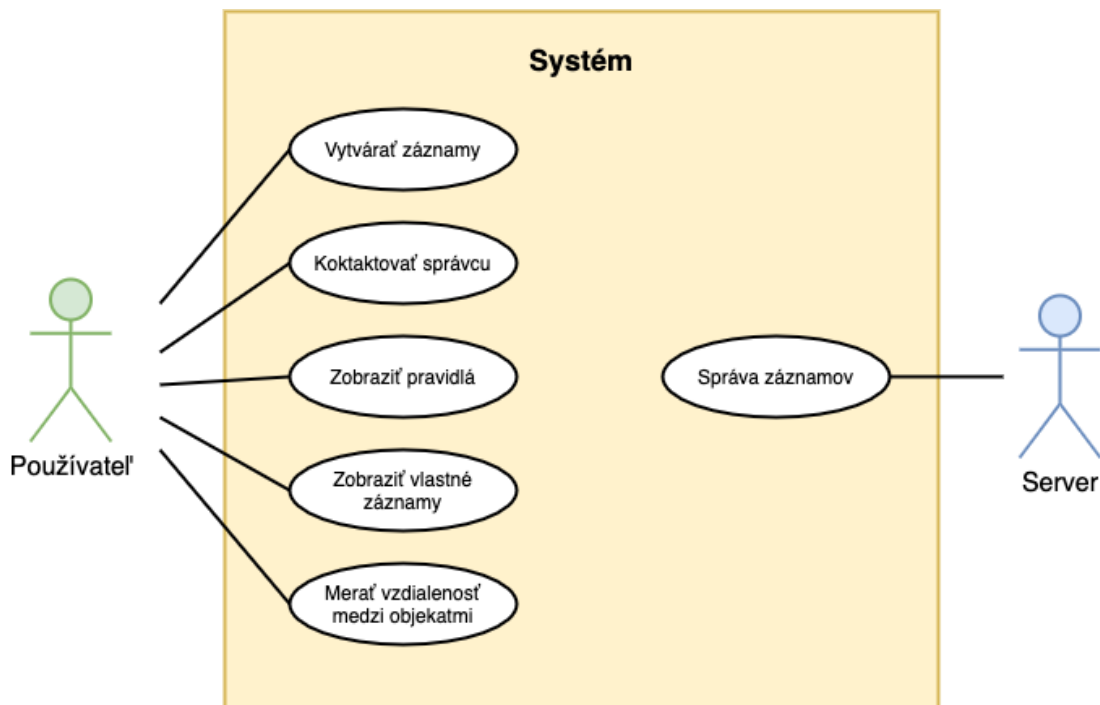 Systém
Vytvárať záznamy
Koktaktovať správcu
Zobraziť pravidlá
Zobraziť vlastné
záznamy
Merať vzdialenosť
medzi objekatmi
Správa záznamov
Používateľ
Server